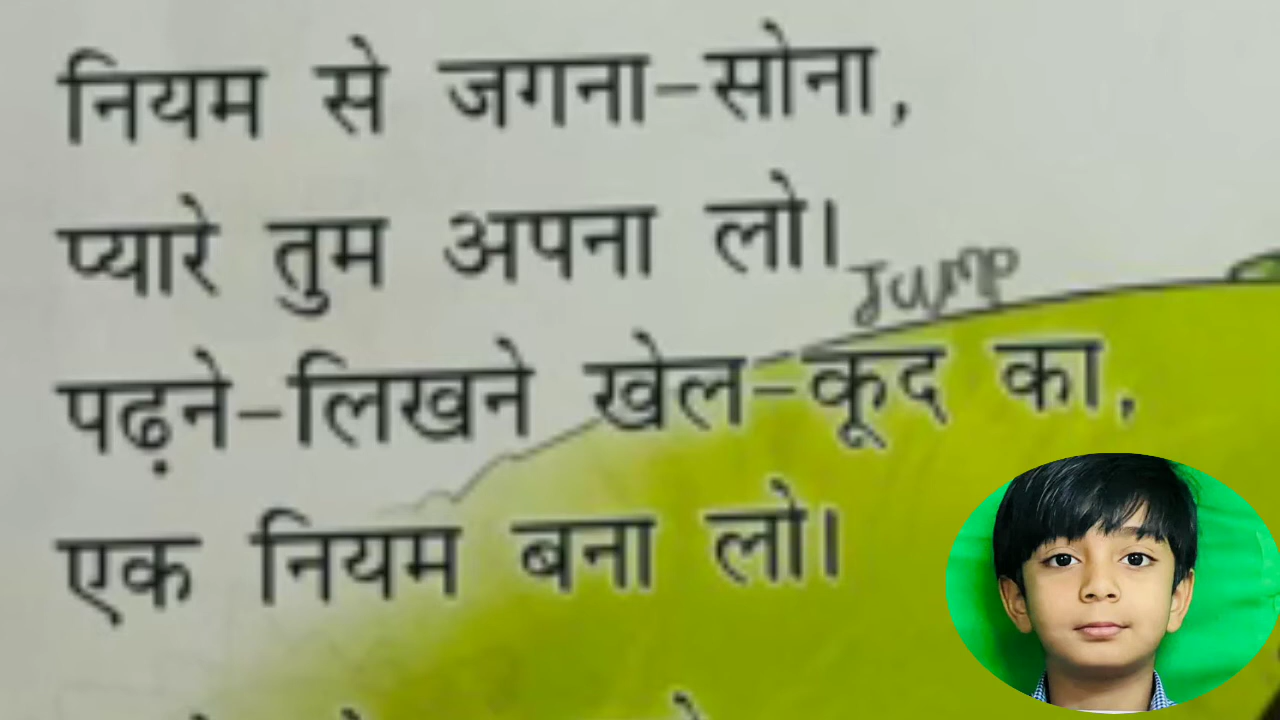 नियम से जगना-सोना,
प्यारे तुम अपना लो।
Jump
पढ़ने-लिखने खेल-कूद का,
एक नियम बना लो।